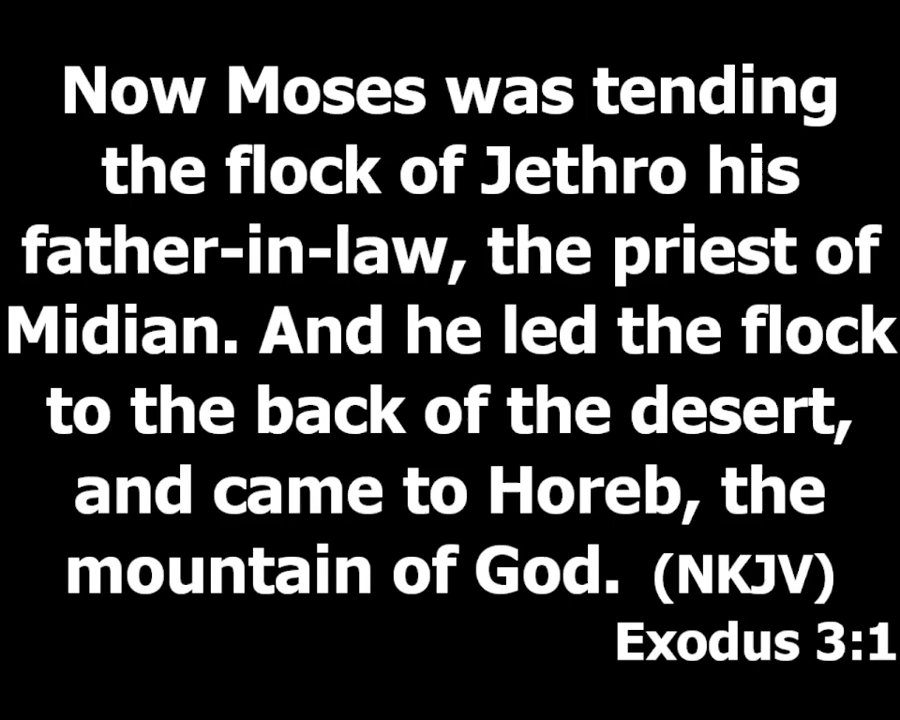 Now Moses was tending
the flock of Jethro his
father-in-law, the priest of
Midian. And he led the flock
to the back of the desert,
and came to Horeb, the
mountain of God. (NKJV)
Exodus 3:1